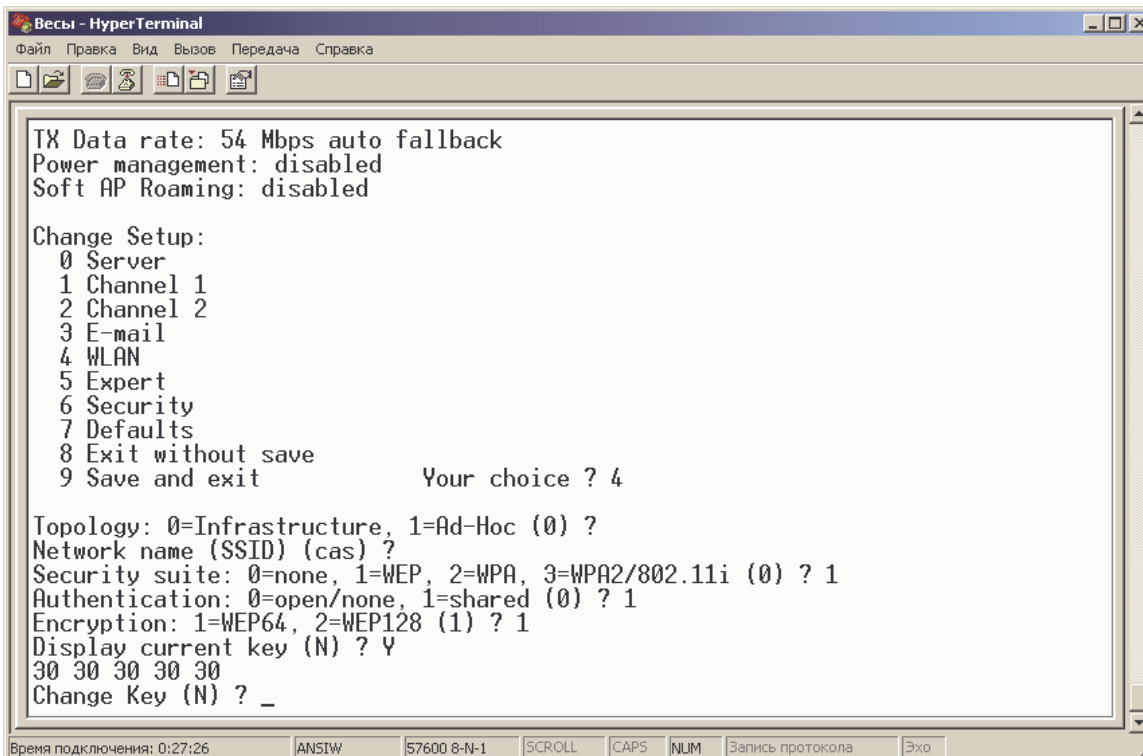 Весы - HyperTerminal
Файл Правка Вид Вызов Передача Справка
TX Data rate: 54 Mbps auto fallback
Power management: disabled
Soft AP Roaming: disabled
Change Setup:
0 Server
1 Channel 1
2 Channel 2
3 E-mail
4 WLAN
5 Expert
6 Security
7 Defaults
8 Exit without save
9 Save and exit Your choice ? 4
Topology: 0=Infrastructure, 1=Ad-Hoc (0) ?
Network name (SSID) (cas) ?
Security suite: 0=none, 1=WEP, 2=WPA, 3=WPA2/802.11i (0) ? 1
Authentication: 0=open/none, 1=shared (0) ? 1
Encryption: 1=WEP64, 2=WEP128 (1) ? 1
Display current key (N) ? Y
30 30 30 30 30
Change Key (N) ? _
Время подключения: 0:27:26 ANSIW 57600 8-N-1 SCROLL CAPS NUM Запись протокола Эхо